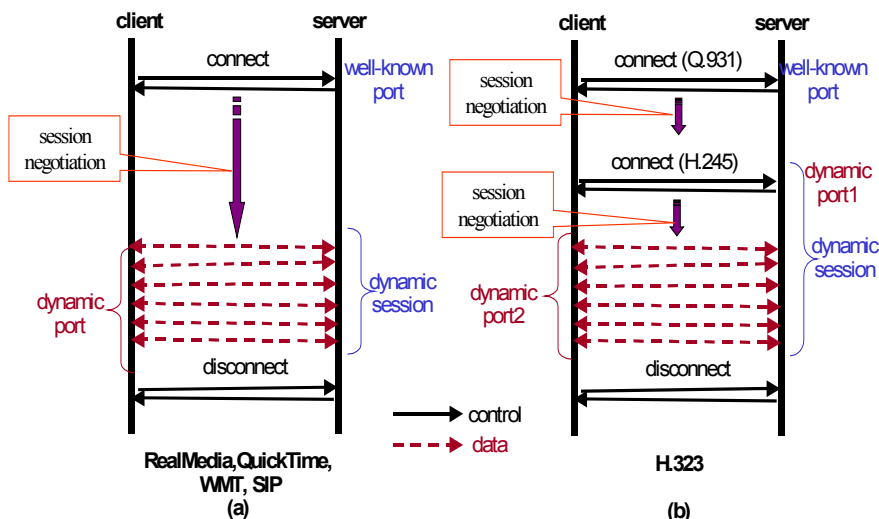 client
server
connect
well-known
port
session
negotiation
dynamic
port
dynamic
session
disconnect
RealMedia,QuickTime,
WMT, SIP
(a)
client
server
connect (Q.931)
well-known
port
session
negotiation
connect (H.245)
dynamic
port1
session
negotiation
dynamic
session
dynamic
port2
disconnect
control
data
H.323
(b)